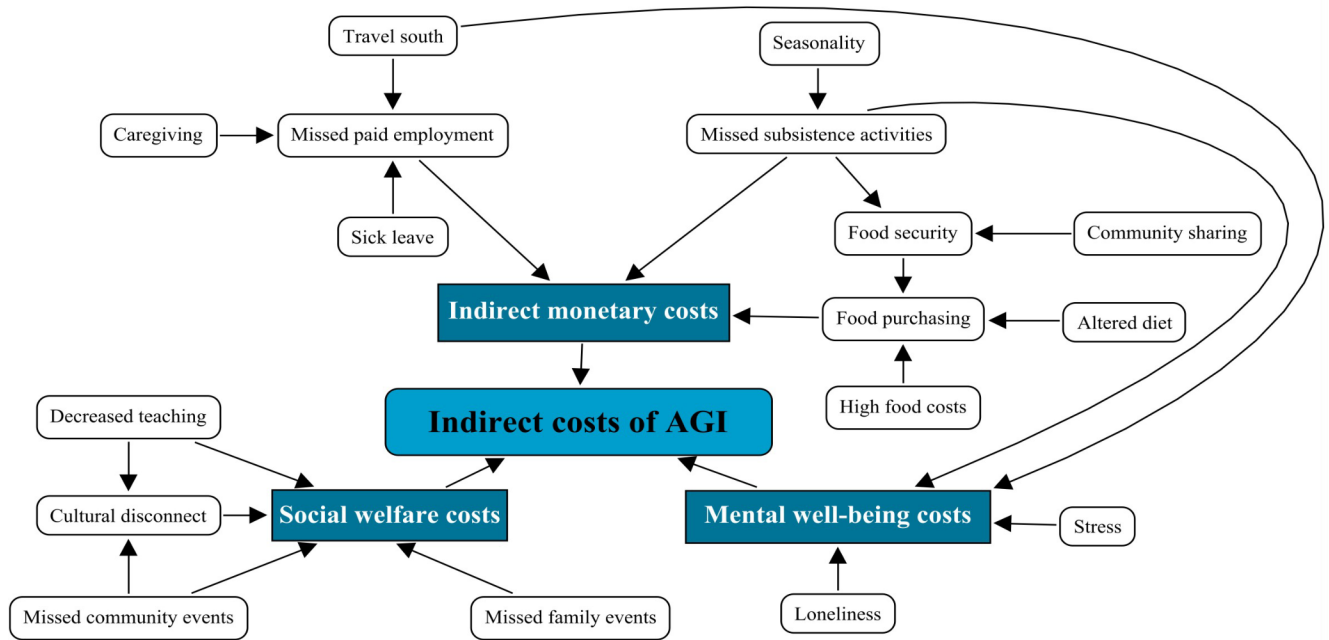 Travel south
Seasonality
Caregiving
Missed paid employment
Missed subsistence activities
Sick leave
Food security
Community sharing
Indirect monetary costs
Food purchasing
Altered diet
High food costs
Indirect costs of AGI
Decreased teaching
Cultural disconnect
Social welfare costs
Mental well-being costs
Stress
Missed community events
Missed family events
Loneliness